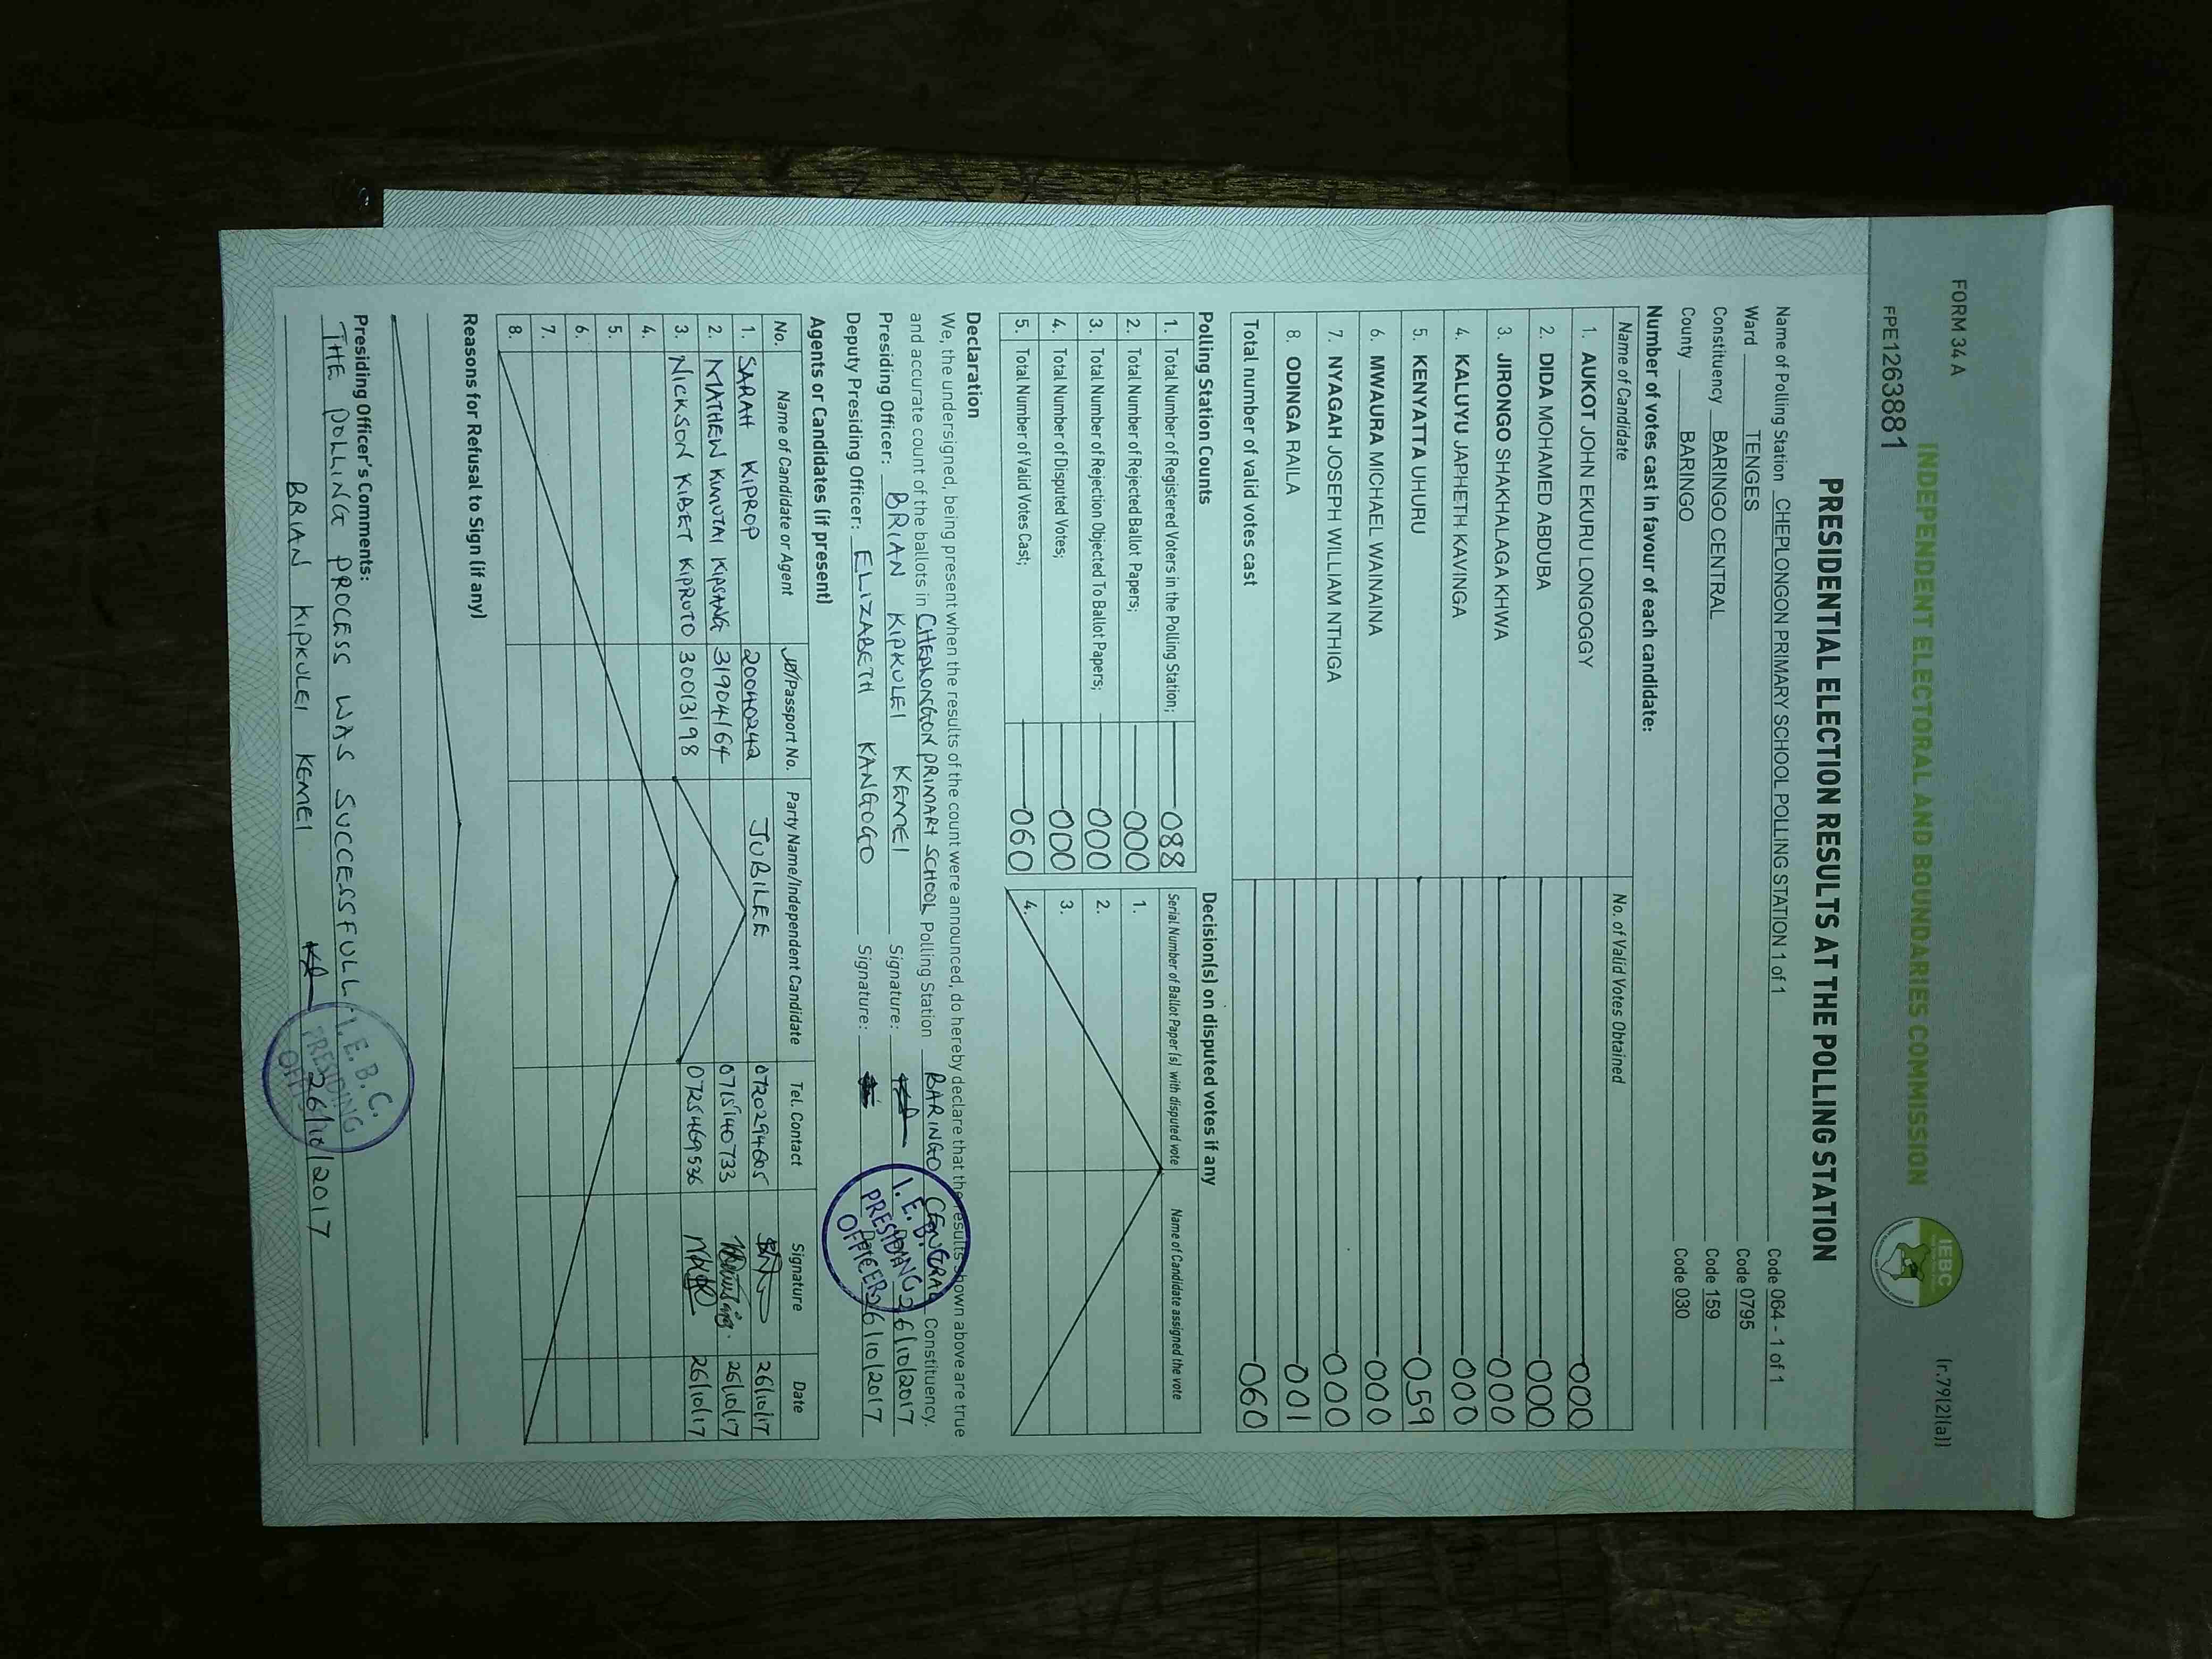 FORM 34 A
(r.79(2)(a))
INDEPENDENT ELECTORAL AND BOUNDARIES COMMISSION
IEBC
FPE1263881
PRESIDENTIAL ELECTION RESULTS AT THE POLLING STATION
Name of Polling Station CHEPLONGON PRIMARY SCHOOL POLLING STATION 1 of 1 Code 064 - 1 of 1
Ward TENGES Code 0795
Constituency BARINGO CENTRAL Code 159
County BARINGO Code 030
Number of votes cast in favour of each candidate:
Name of Candidate No. of Valid Votes Obtained
1. AUKOT JOHN EKURU LONGOGGY 000
2. DIDA MOHAMED ABDUBA 000
3. JIRONGO SHAKHALAGA KHWA 000
4. KALUYU JAPHETH KAVINGA 000
5. KENYATTA UHURU 059
6. MWAURA MICHAEL WAINAINA 000
7. NYAGAH JOSEPH WILLIAM NTHIGA 000
8. ODINGA RAILA 001
Total number of valid votes cast 060
Polling Station Counts Decision(s) on disputed votes if any
1. Total Number of Registered Voters in the Polling Station; 088 Serial Number of Ballot Paper (s) with disputed vote Name of Candidate assigned the vote
2. Total Number of Rejected Ballot Papers; 000 1.
3. Total Number of Rejection Objected To Ballot Papers; 000 2.
4. Total Number of Disputed Votes; 000 3.
5. Total Number of Valid Votes Cast; 060 4.
Declaration
We, the undersigned, being present when the results of the count were announced, do hereby declare that the results shown above are true
and accurate count of the ballots in CHEPLONGON PRIMARY SCHOOL Polling Station BARINGO CENTRAL Constituency.
Presiding Officer: BRIAN KIPKULEI KEMEI Signature: 26/10/2017
Deputy Presiding Officer: ELIZABETH KANGOGO Signature: 26/10/2017
I.E.B.C.
PRESIDING
OFFICER
Agents or Candidates (if present)
No. Name of Candidate or Agent ID/Passport No. Party Name/Independent Candidate Tel. Contact Signature Date
1. SARAH KIPROP 20040242 JUBILEE 0720294605 26/10/17
2. MATHEW KIMUTAI KIPSANG 31904164 0715140733 26/10/17
3. NICKSON KIBET KIPRUTO 30013198 0725469536 26/10/17
4.
5.
6.
7.
8.
Reasons for Refusal to Sign (if any)
Presiding Officer's Comments:
THE POLLING PROCESS WAS SUCCESSFULL
BRIAN KIPKULEI KEMEI 26/10/2017
I.E.B.C.
PRESIDING